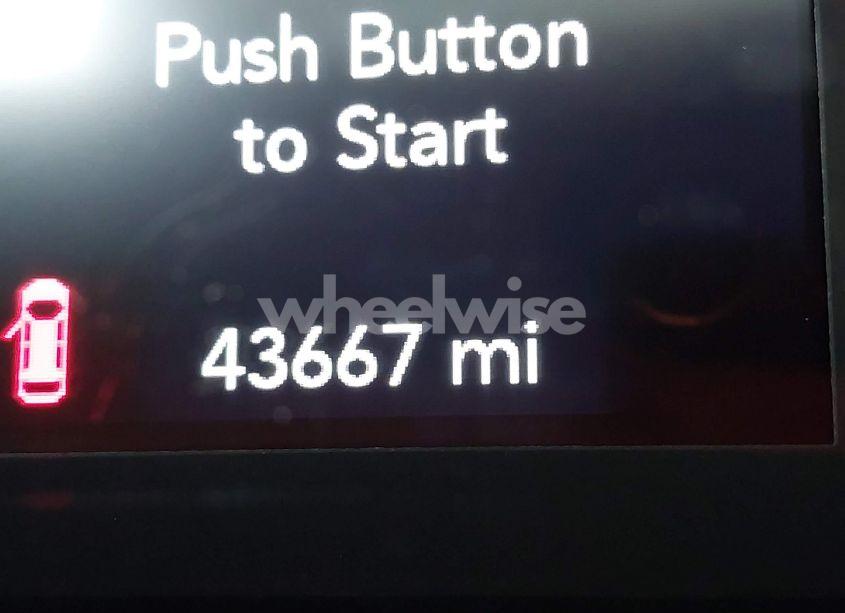 Push Button
to Start
wheelwise
43667 mi